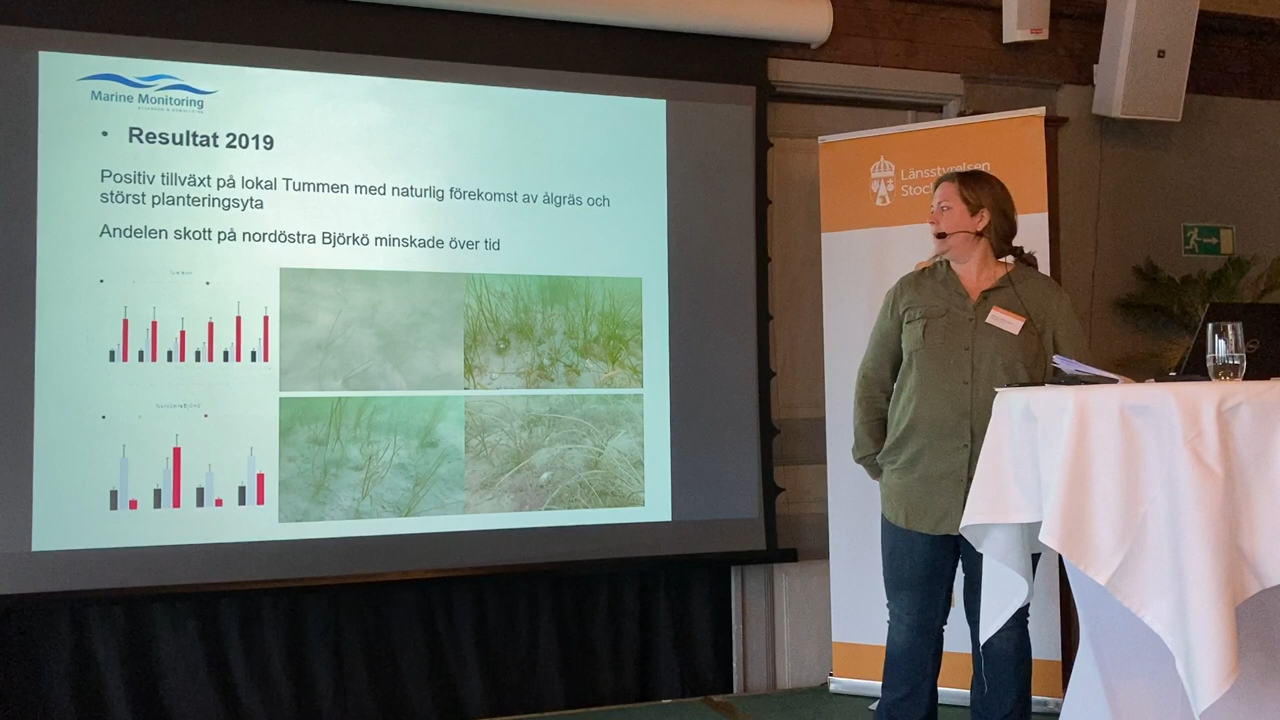 Marine Monitoring
• Resultat 2019
Positiv tillväxt på lokal Tummen med naturlig förekomst av ålgräs och
störst planteringsyta
Andelen skott på nordöstra Björkö minskade över tid
Länsstyrelsen